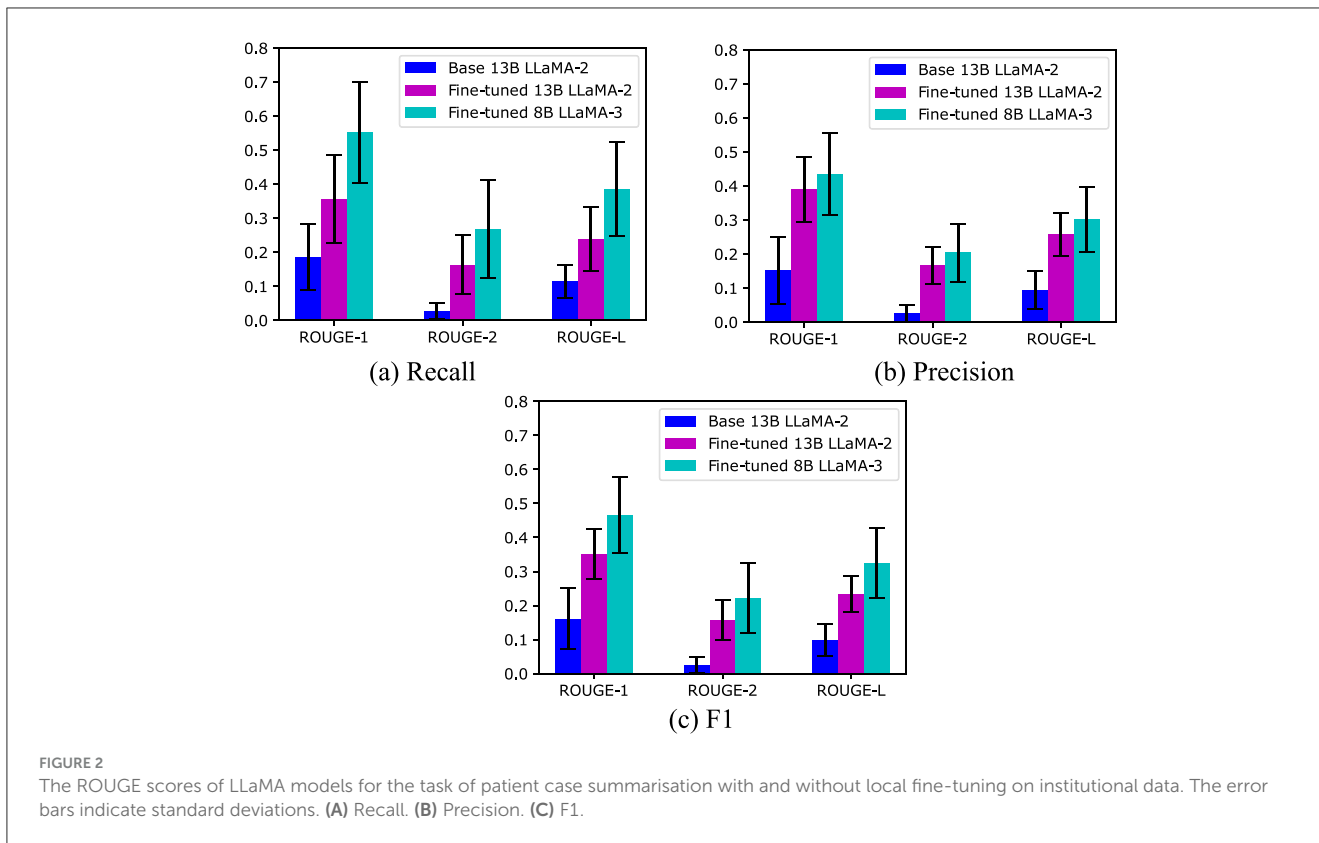 0.8
0.7
0.6
0.5
0.4
0.3
0.2
0.1
0.0
Base 13B LLaMA-2
Fine-tuned 13B LLaMA-2
Fine-tuned 8B LLaMA-3
ROUGE-1 ROUGE-2 ROUGE-L
(a) Recall
0.8
0.7
0.6
0.5
0.4
0.3
0.2
0.1
0.0
Base 13B LLaMA-2
Fine-tuned 13B LLaMA-2
Fine-tuned 8B LLaMA-3
ROUGE-1 ROUGE-2 ROUGE-L
(b) Precision
0.8
0.7
0.6
0.5
0.4
0.3
0.2
0.1
0.0
Base 13B LLaMA-2
Fine-tuned 13B LLaMA-2
Fine-tuned 8B LLaMA-3
ROUGE-1 ROUGE-2 ROUGE-L
(c) F1
FIGURE 2
The ROUGE scores of LLaMA models for the task of patient case summarisation with and without local fine-tuning on institutional data. The error
bars indicate standard deviations. (A) Recall. (B) Precision. (C) F1.